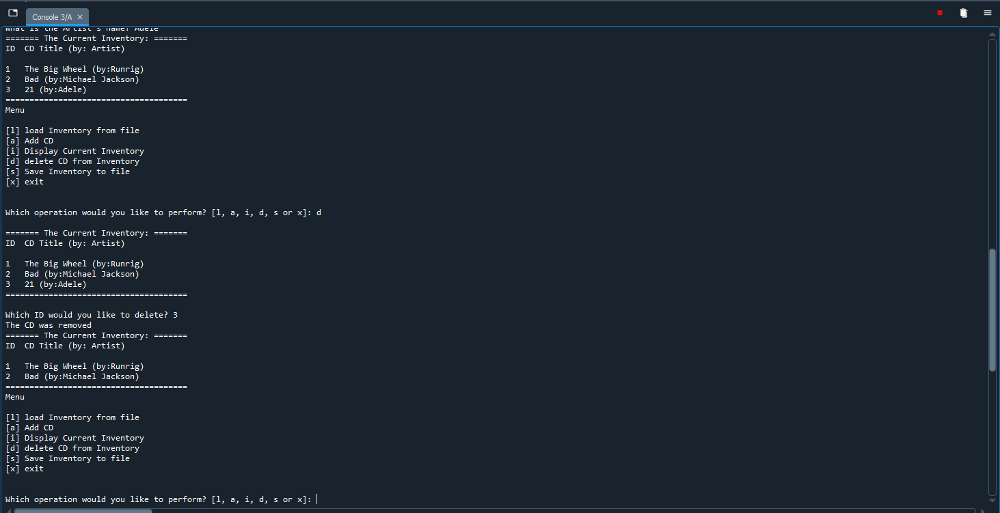 Console 3/A
What is the Artist's name? Adele
======= The Current Inventory: =======
ID  CD Title (by: Artist)
1   The Big Wheel (by:Runrig)
2   Bad (by:Michael Jackson)
3   21 (by:Adele)
======================================
Menu
[l] load Inventory from file
[a] Add CD
[i] Display Current Inventory
[d] delete CD from Inventory
[s] Save Inventory to file
[x] exit
Which operation would you like to perform? [l, a, i, d, s or x]: d
======= The Current Inventory: =======
ID  CD Title (by: Artist)
1   The Big Wheel (by:Runrig)
2   Bad (by:Michael Jackson)
3   21 (by:Adele)
======================================
Which ID would you like to delete? 3
The CD was removed
======= The Current Inventory: =======
ID  CD Title (by: Artist)
1   The Big Wheel (by:Runrig)
2   Bad (by:Michael Jackson)
======================================
Menu
[l] load Inventory from file
[a] Add CD
[i] Display Current Inventory
[d] delete CD from Inventory
[s] Save Inventory to file
[x] exit
Which operation would you like to perform? [l, a, i, d, s or x]: